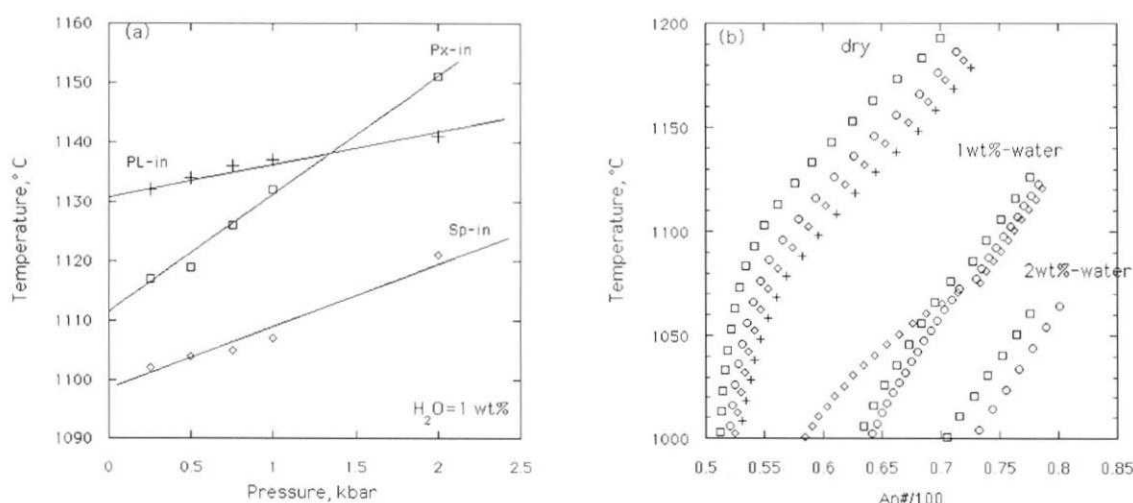 (a)
1160
1150
1140
1130
1120
1110
1100
1090
Temperature,°C
Px-in
PL-in
Sp-in
H2O=1 wt%
0 0.5 1 1.5 2 2.5
Pressure, kbar
(b)
1200
1150
1100
1050
1000
Temperature, °C
dry
1wt%-water
2wt%-water
0.5 0.55 0.6 0.65 0.7 0.75 0.8 0.85
An#/100